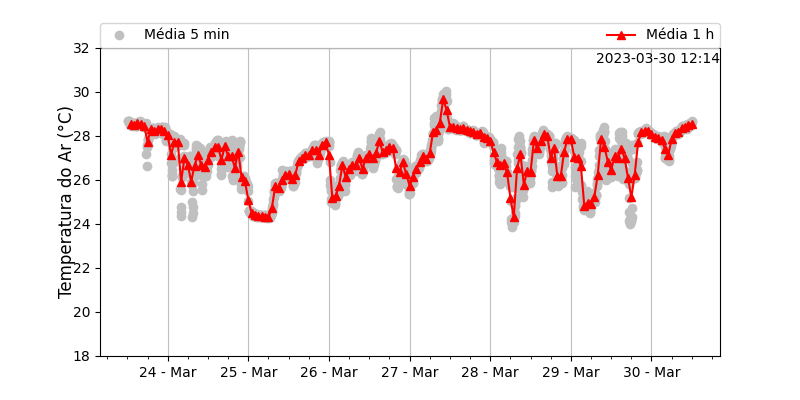 Média 5 min
Média 1 h
2023-03-30 12:14
Temperatura do Ar (°C)
32
30
28
26
24
22
20
18
24 - Mar
25 - Mar
26 - Mar
27 - Mar
28 - Mar
29 - Mar
30 - Mar